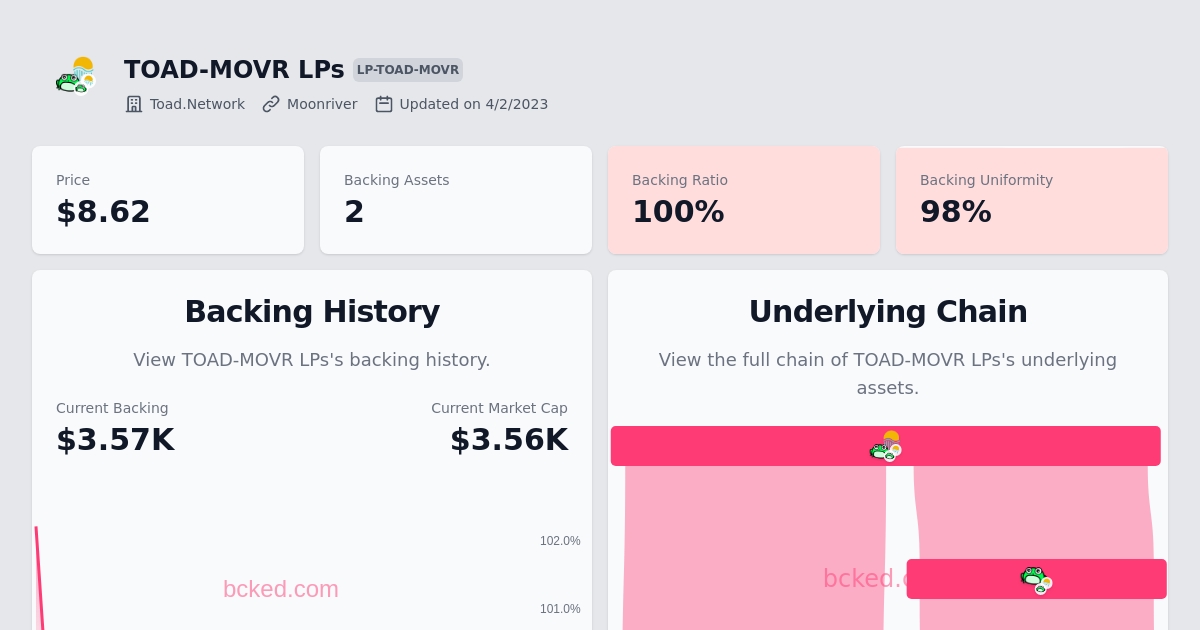 TOAD-MOVR LPs LP-TOAD-MOVR
Toad.Network Moonriver Updated on 4/2/2023
Price
$8.62
Backing Assets
2
Backing Ratio
100%
Backing Uniformity
98%
Backing History
View TOAD-MOVR LPs's backing history.
Current Backing
$3.57K
Current Market Cap
$3.56K
102.0%
bcked.com
101.0%
Underlying Chain
View the full chain of TOAD-MOVR LPs's underlying
assets.
bcked.c